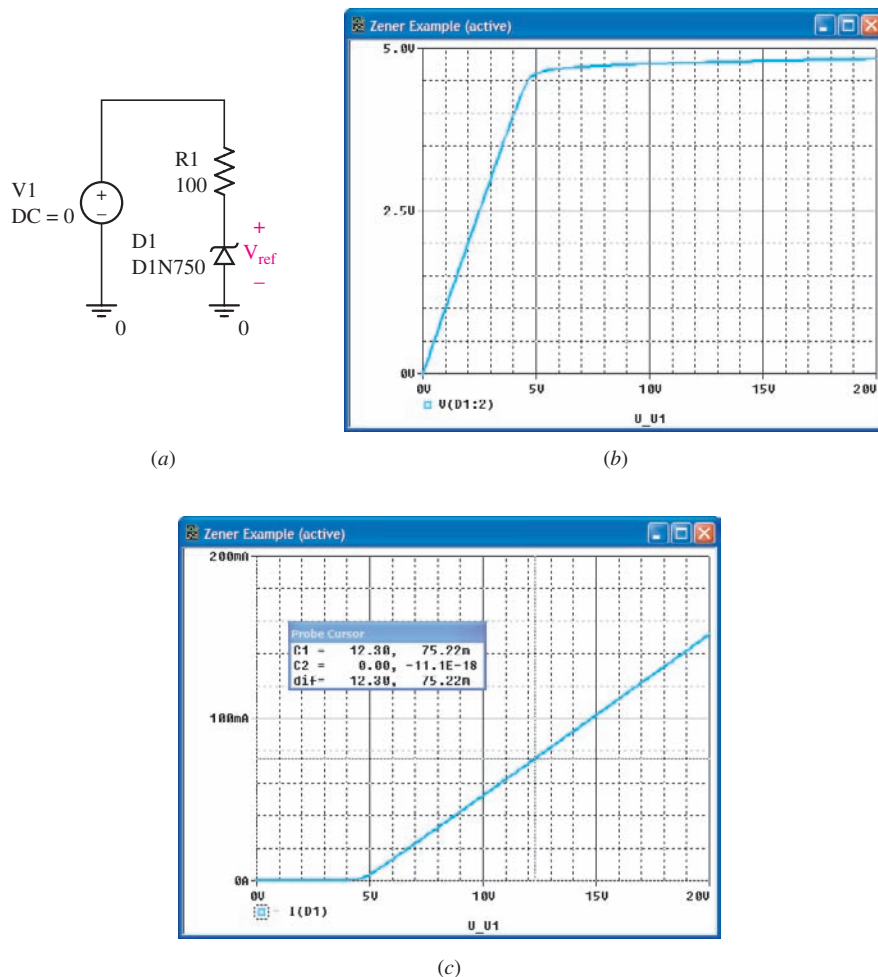 V1
DC = 0
R1
100
D1
D1N750
+
V_ref
−
+
−
0
0
(a)
Zener Example (active)
5.0V
2.5V
0V
0V 5V 10V 15V 20V
V(D1:2)
V_V1
(b)
Zener Example (active)
200mA
100mA
0A
Probe Cursor
C1 = 12.30, 75.22m
C2 = 0.00, -11.1E-18
dif= 12.30, 75.22m
0V 5V 10V 15V 20V
- I(D1)
V_V1
(c)